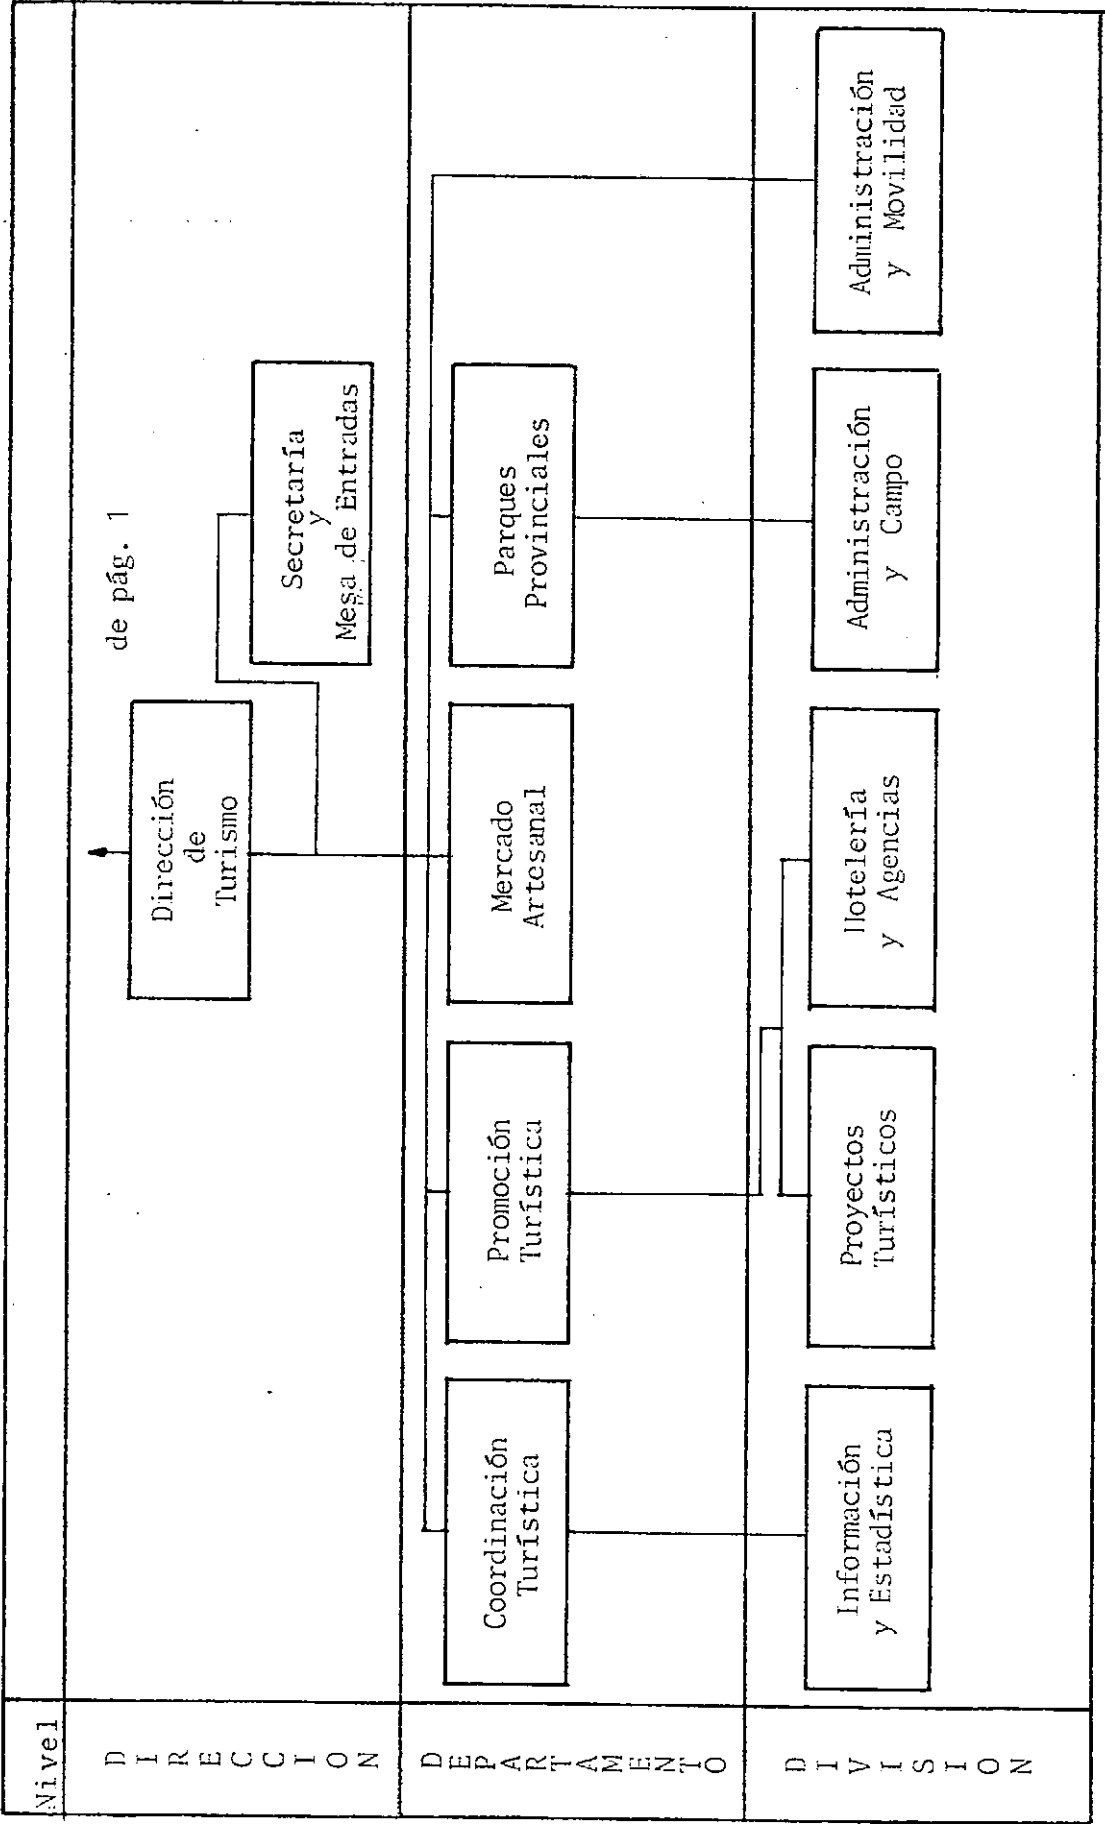 Nivel
DIRECCION
de pág. 1
Dirección
de
Turismo
Secretaría
y
Mesa de Entradas
DEPARTAMENTO
Coordinación
Turística
Promoción
Turística
Mercado
Artesanal
Parques
Provinciales
DIVISION
Información
y Estadística
Proyectos
Turísticos
Hotelería
y Agencias
Administración
y Campo
Administración
y Movilidad